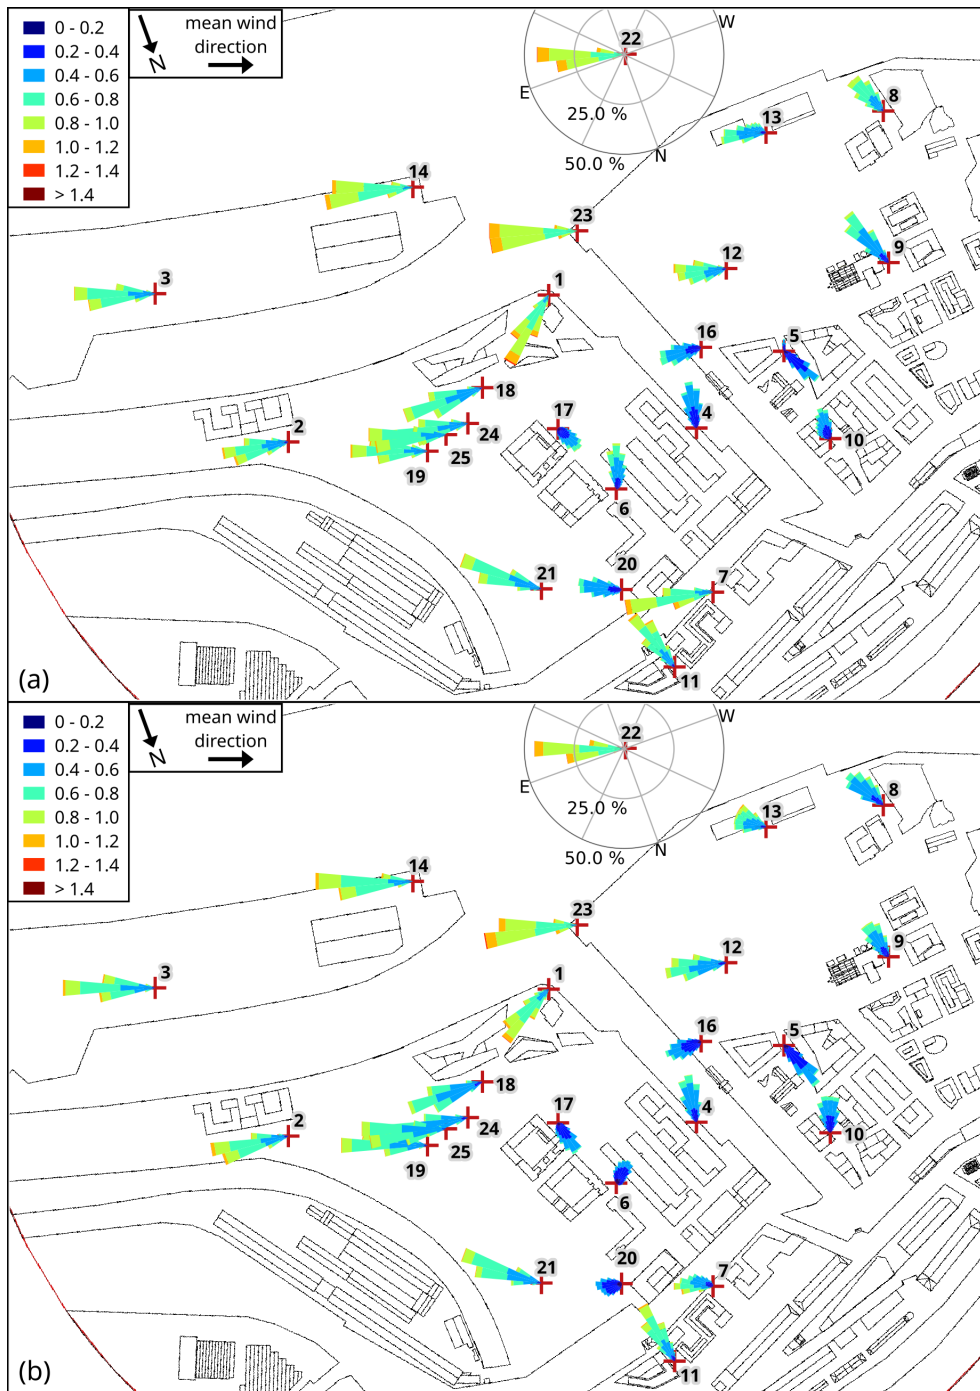 0 - 0.2
0.2 - 0.4
0.4 - 0.6
0.6 - 0.8
0.8 - 1.0
1.0 - 1.2
1.2 - 1.4
> 1.4
N
mean wind
direction
22
W
E
25.0 %
N
50.0 %
8
13
14
23
9
12
3
1
16
5
18
17
4
2
24
10
25
19
6
21
20
7
11
(a)
0 - 0.2
0.2 - 0.4
0.4 - 0.6
0.6 - 0.8
0.8 - 1.0
1.0 - 1.2
1.2 - 1.4
> 1.4
N
mean wind
direction
22
W
E
25.0 %
N
50.0 %
8
13
14
23
9
12
3
1
16
5
18
17
4
2
24
10
25
19
6
21
20
7
11
(b)